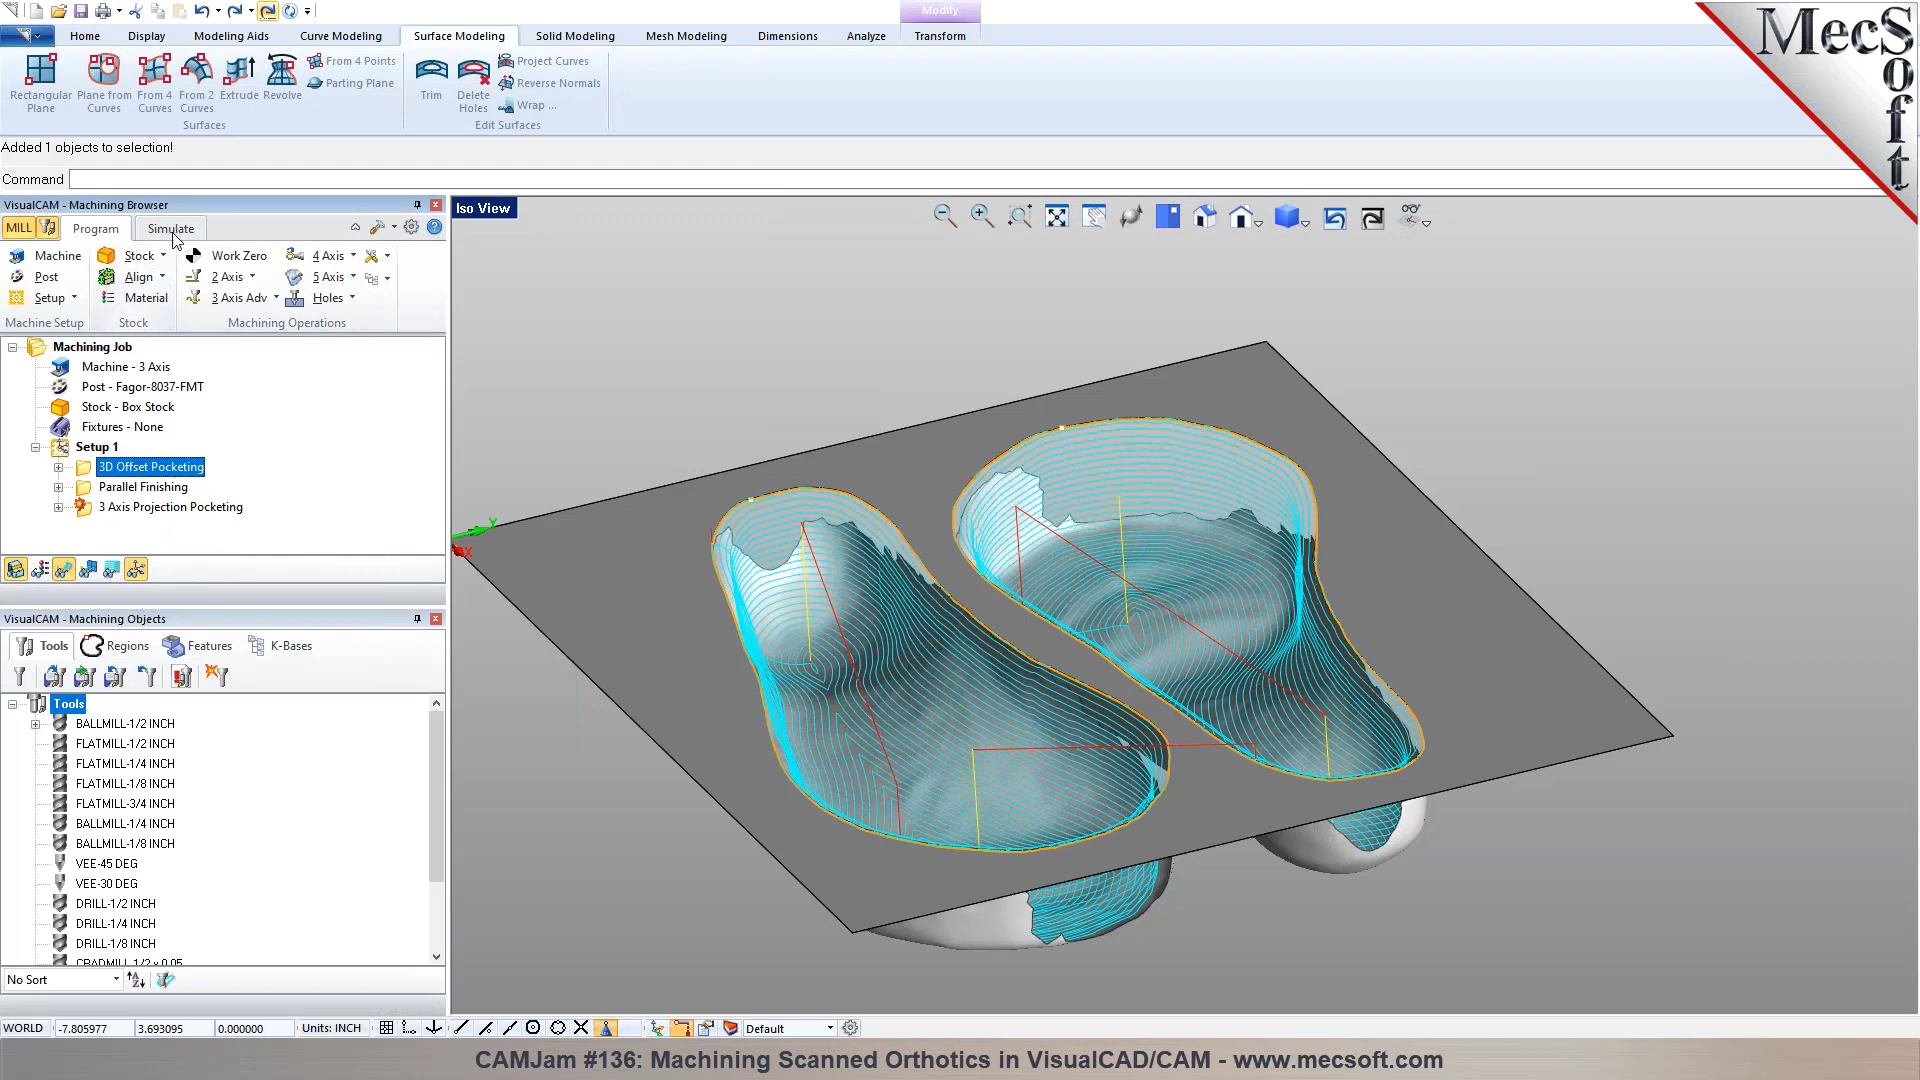 Modify
Home
Display
Modeling Aids
Curve Modeling
Surface Modeling
Solid Modeling
Mesh Modeling
Dimensions
Analyze
Transform
MecSoft
Rectangular Plane
Plane from Curves
From 4 Curves
From 2 Curves
Extrude
Revolve
From 4 Points
Parting Plane
Surfaces
Trim
Delete Holes
Project Curves
Reverse Normals
Wrap ...
Edit Surfaces
Added 1 objects to selection!
Command
VisualCAM - Machining Browser
MILL
Program
Simulate
Machine
Post
Setup
Machine Setup
Stock
Align
Material
Stock
Work Zero
2 Axis
3 Axis Adv
4 Axis
5 Axis
Holes
Machining Operations
Machining Job
Machine - 3 Axis
Post - Fagor-8037-FMT
Stock - Box Stock
Fixtures - None
Setup 1
3D Offset Pocketing
Parallel Finishing
3 Axis Projection Pocketing
VisualCAM - Machining Objects
Tools
Regions
Features
K-Bases
Tools
BALLMILL-1/2 INCH
FLATMILL-1/2 INCH
FLATMILL-1/4 INCH
FLATMILL-1/8 INCH
FLATMILL-3/4 INCH
BALLMILL-1/4 INCH
BALLMILL-1/8 INCH
VEE-45 DEG
VEE-30 DEG
DRILL-1/2 INCH
DRILL-1/4 INCH
DRILL-1/8 INCH
No Sort
Iso View
Y
X
WORLD
-7.805977
3.693095
0.000000
Units: INCH
Default
CAMJam #136: Machining Scanned Orthotics in VisualCAD/CAM - www.mecsoft.com